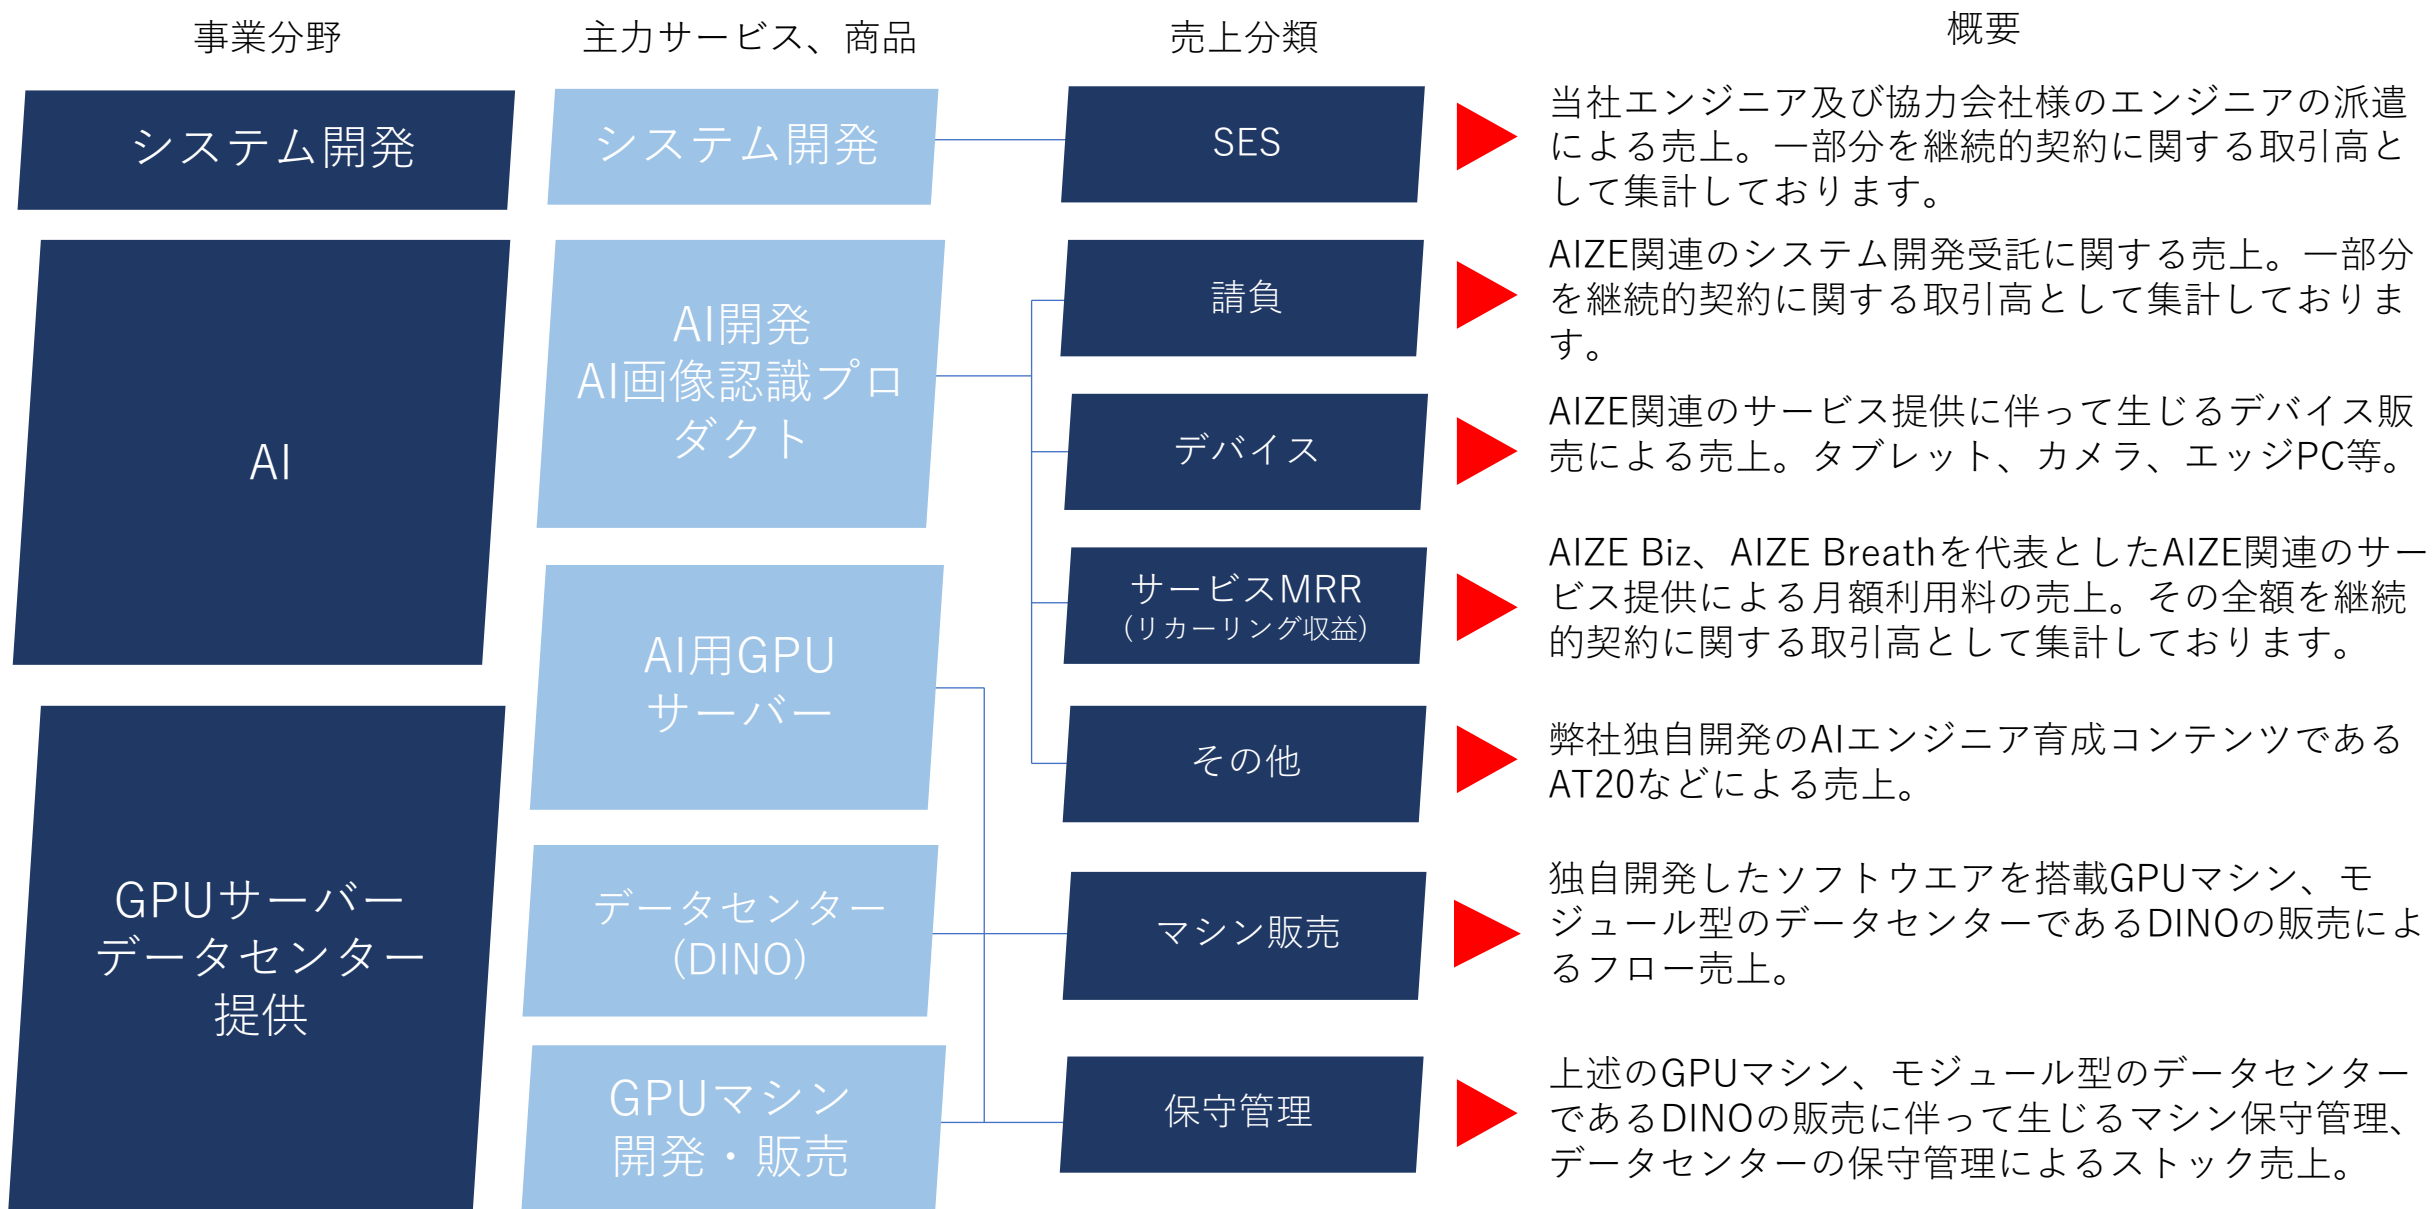 事業分野
主力サービス、商品
売上分類
概要
システム開発
システム開発
SES
当社エンジニア及び協力会社様のエンジニアの派遣
による売上。一部分を継続的契約に関する取引高と
して集計しております。
AI
AI開発
AI画像認識プロ
ダクト
請負
AIZE関連のシステム開発受託に関する売上。一部分
を継続的契約に関する取引高として集計しておりま
す。
デバイス
AIZE関連のサービス提供に伴って生じるデバイス販
売による売上。タブレット、カメラ、エッジPC等。
サービスMRR
(リカーリング収益)
AIZE Biz、AIZE Breathを代表としたAIZE関連のサー
ビス提供による月額利用料の売上。その全額を継続
的契約に関する取引高として集計しております。
AI用GPU
サーバー
その他
弊社独自開発のAIエンジニア育成コンテンツである
AT20などによる売上。
GPUサーバー
データセンター
提供
データセンター
(DINO)
マシン販売
独自開発したソフトウエアを搭載GPUマシン、モ
ジュール型のデータセンターであるDINOの販売によ
るフロー売上。
GPUマシン
開発・販売
保守管理
上述のGPUマシン、モジュール型のデータセンター
であるDINOの販売に伴って生じるマシン保守管理、
データセンターの保守管理によるストック売上。